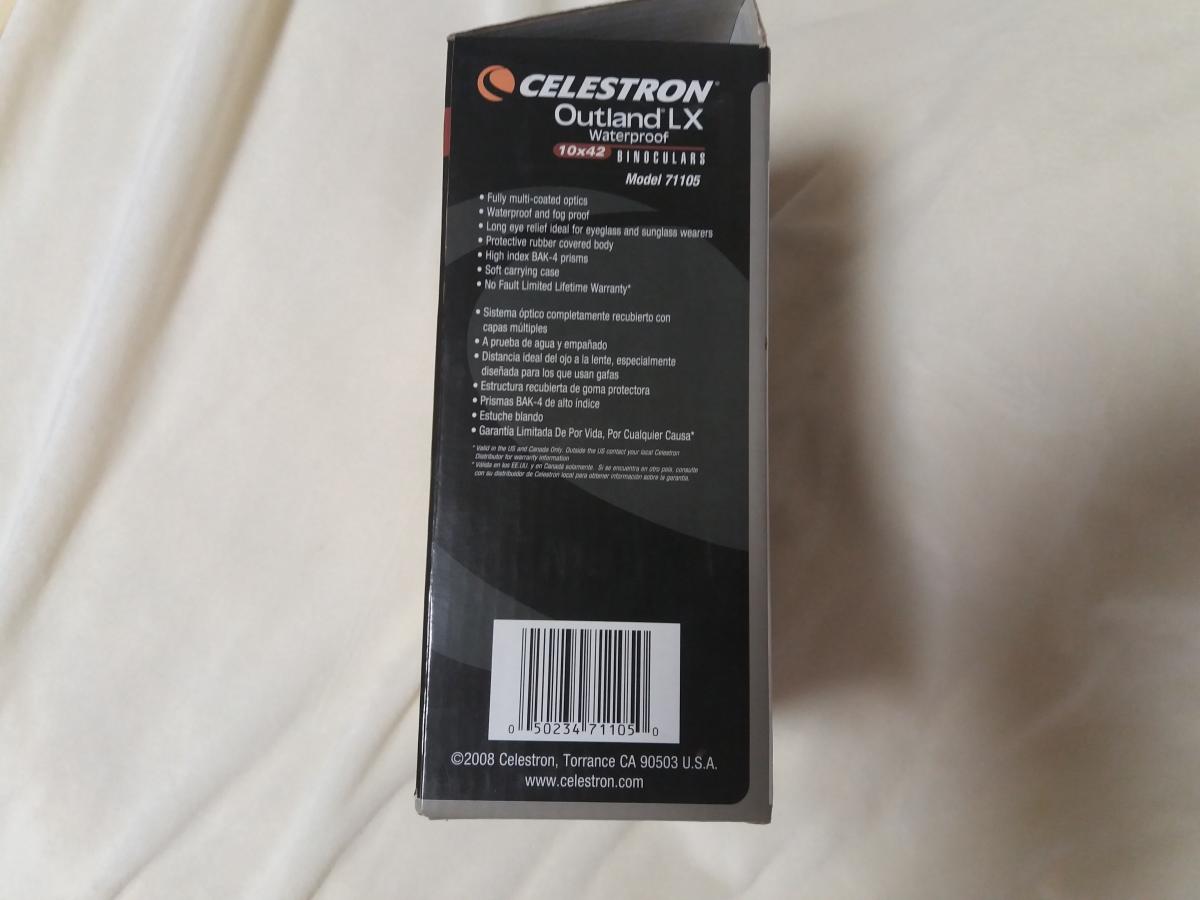 CELESTRON®
Outland® LX
Waterproof
10x42 BINOCULARS
Model 71105
• Fully multi-coated optics
• Waterproof and fog proof
• Long eye relief ideal for eyeglass and sunglass wearers
• Protective rubber covered body
• High index BAK-4 prisms
• Soft carrying case
• No Fault Limited Lifetime Warranty*
• Sistema óptico completamente recubierto con
capas múltiples
• A prueba de agua y empañado
• Distancia ideal del ojo a la lente, especialmente
diseñada para los que usan gafas
• Estructura recubierta de goma protectora
• Prismas BAK-4 de alto índice
• Estuche blando
• Garantía Limitada De Por Vida, Por Cualquier Causa*
* Valid in the US and Canada Only. Outside the US contact your local Celestron
Distributor for warranty information
* Válida en los EE.UU. y en Canadá solamente. Si se encuentra en otro país, consulte
con su distribuidor de Celestron local para obtener información sobre la garantía.
0 50234 71105 0
©2008 Celestron, Torrance CA 90503 U.S.A.
www.celestron.com